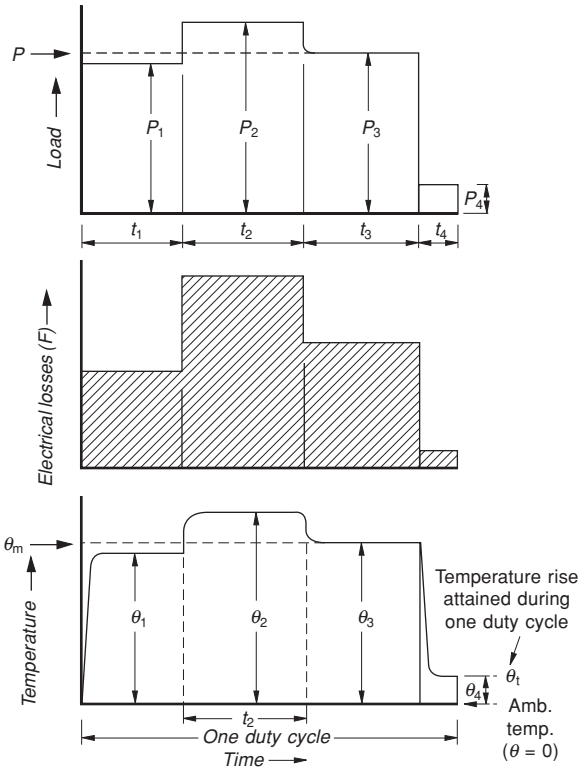 P
Load
P1
P2
P3
P4
t1
t2
t3
t4
Electrical losses (F)
θm
Temperature
θ1
θ2
θ3
θ4
Temperature rise
attained during
one duty cycle
θt
Amb.
temp.
(θ = 0)
t2
One duty cycle
Time